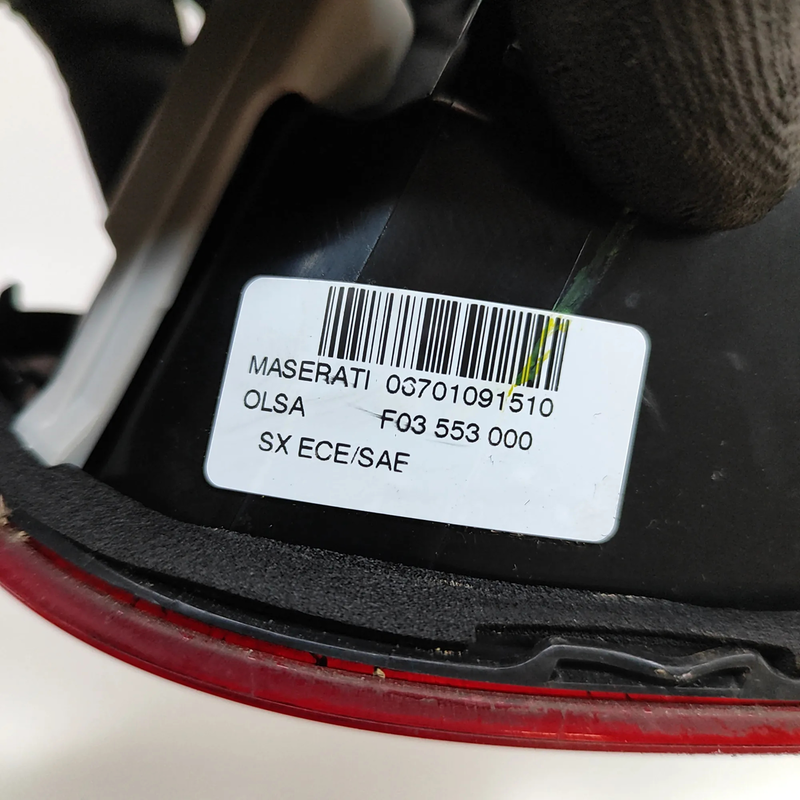 MASERATI 06701091510
OLSA F03 553 000
SX ECE/SAE